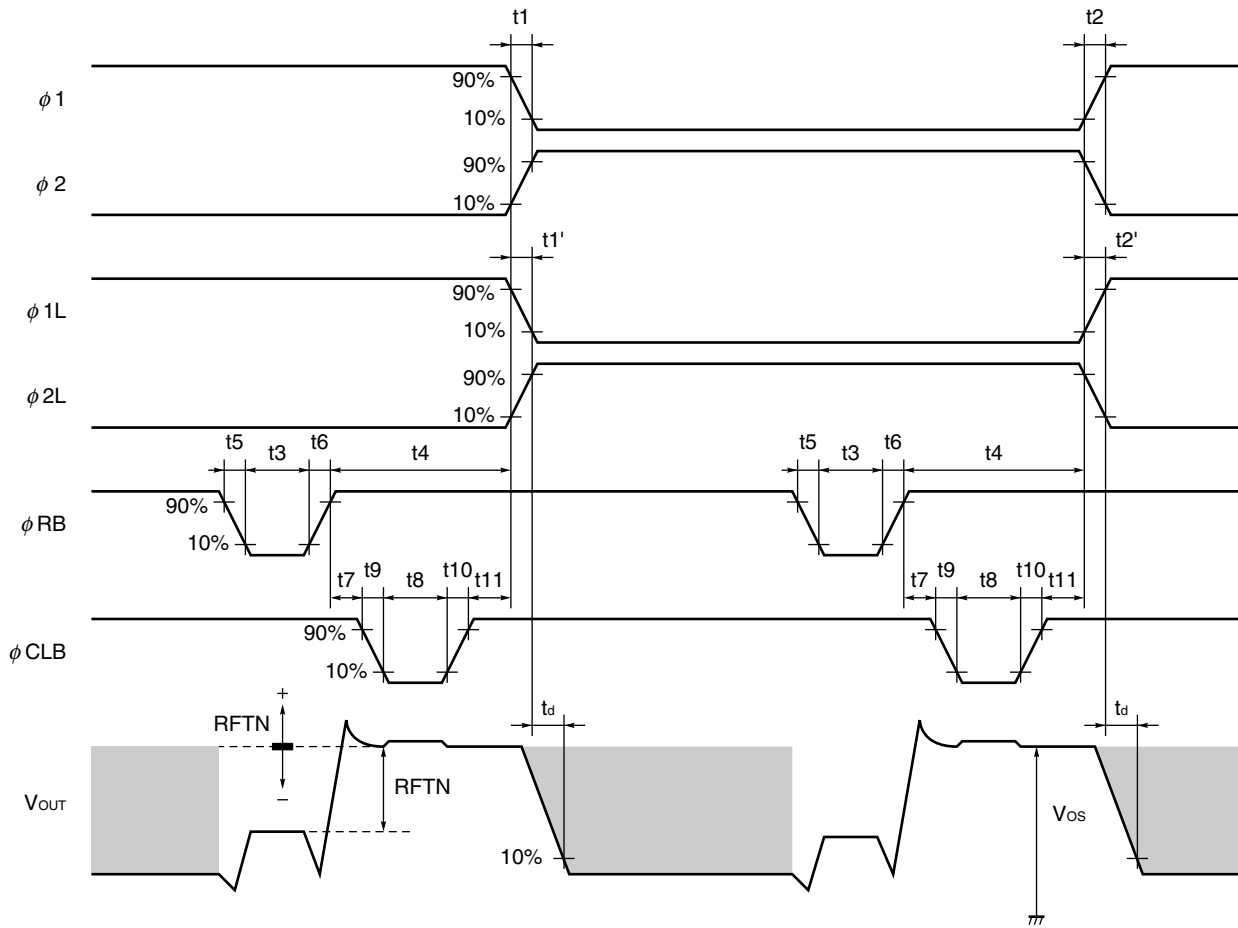 t1 t2
90%
φ1
10%
90%
φ2
10%
t1' t2'
90%
φ1L
10%
90%
φ2L
10%
t5 t3 t6 t4 t5 t3 t6 t4
90%
φRB
10%
t7 t9 t8 t10 t11 t7 t9 t8 t10 t11
90%
φCLB
10%
+
RFTN td td
RFTN
−
VOUT VOS
10%